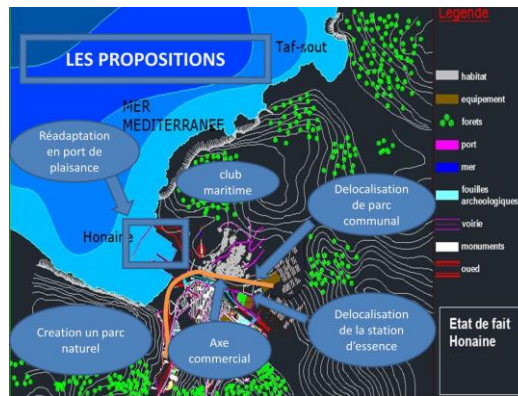 LES PROPOSITIONS
Taf-sout
MER
MEDITERRANEE
Réadaptation
en port de
plaisance
club
maritime
Delocalisation
de parc
communal
Honaine
Creation un parc
naturel
Axe
commercial
Delocalisation
de la station
d'essence
Legende
habitat
equipement
forets
port
mer
fouilles
archeologiques
voirie
monuments
oued
Etat de fait
Honaine